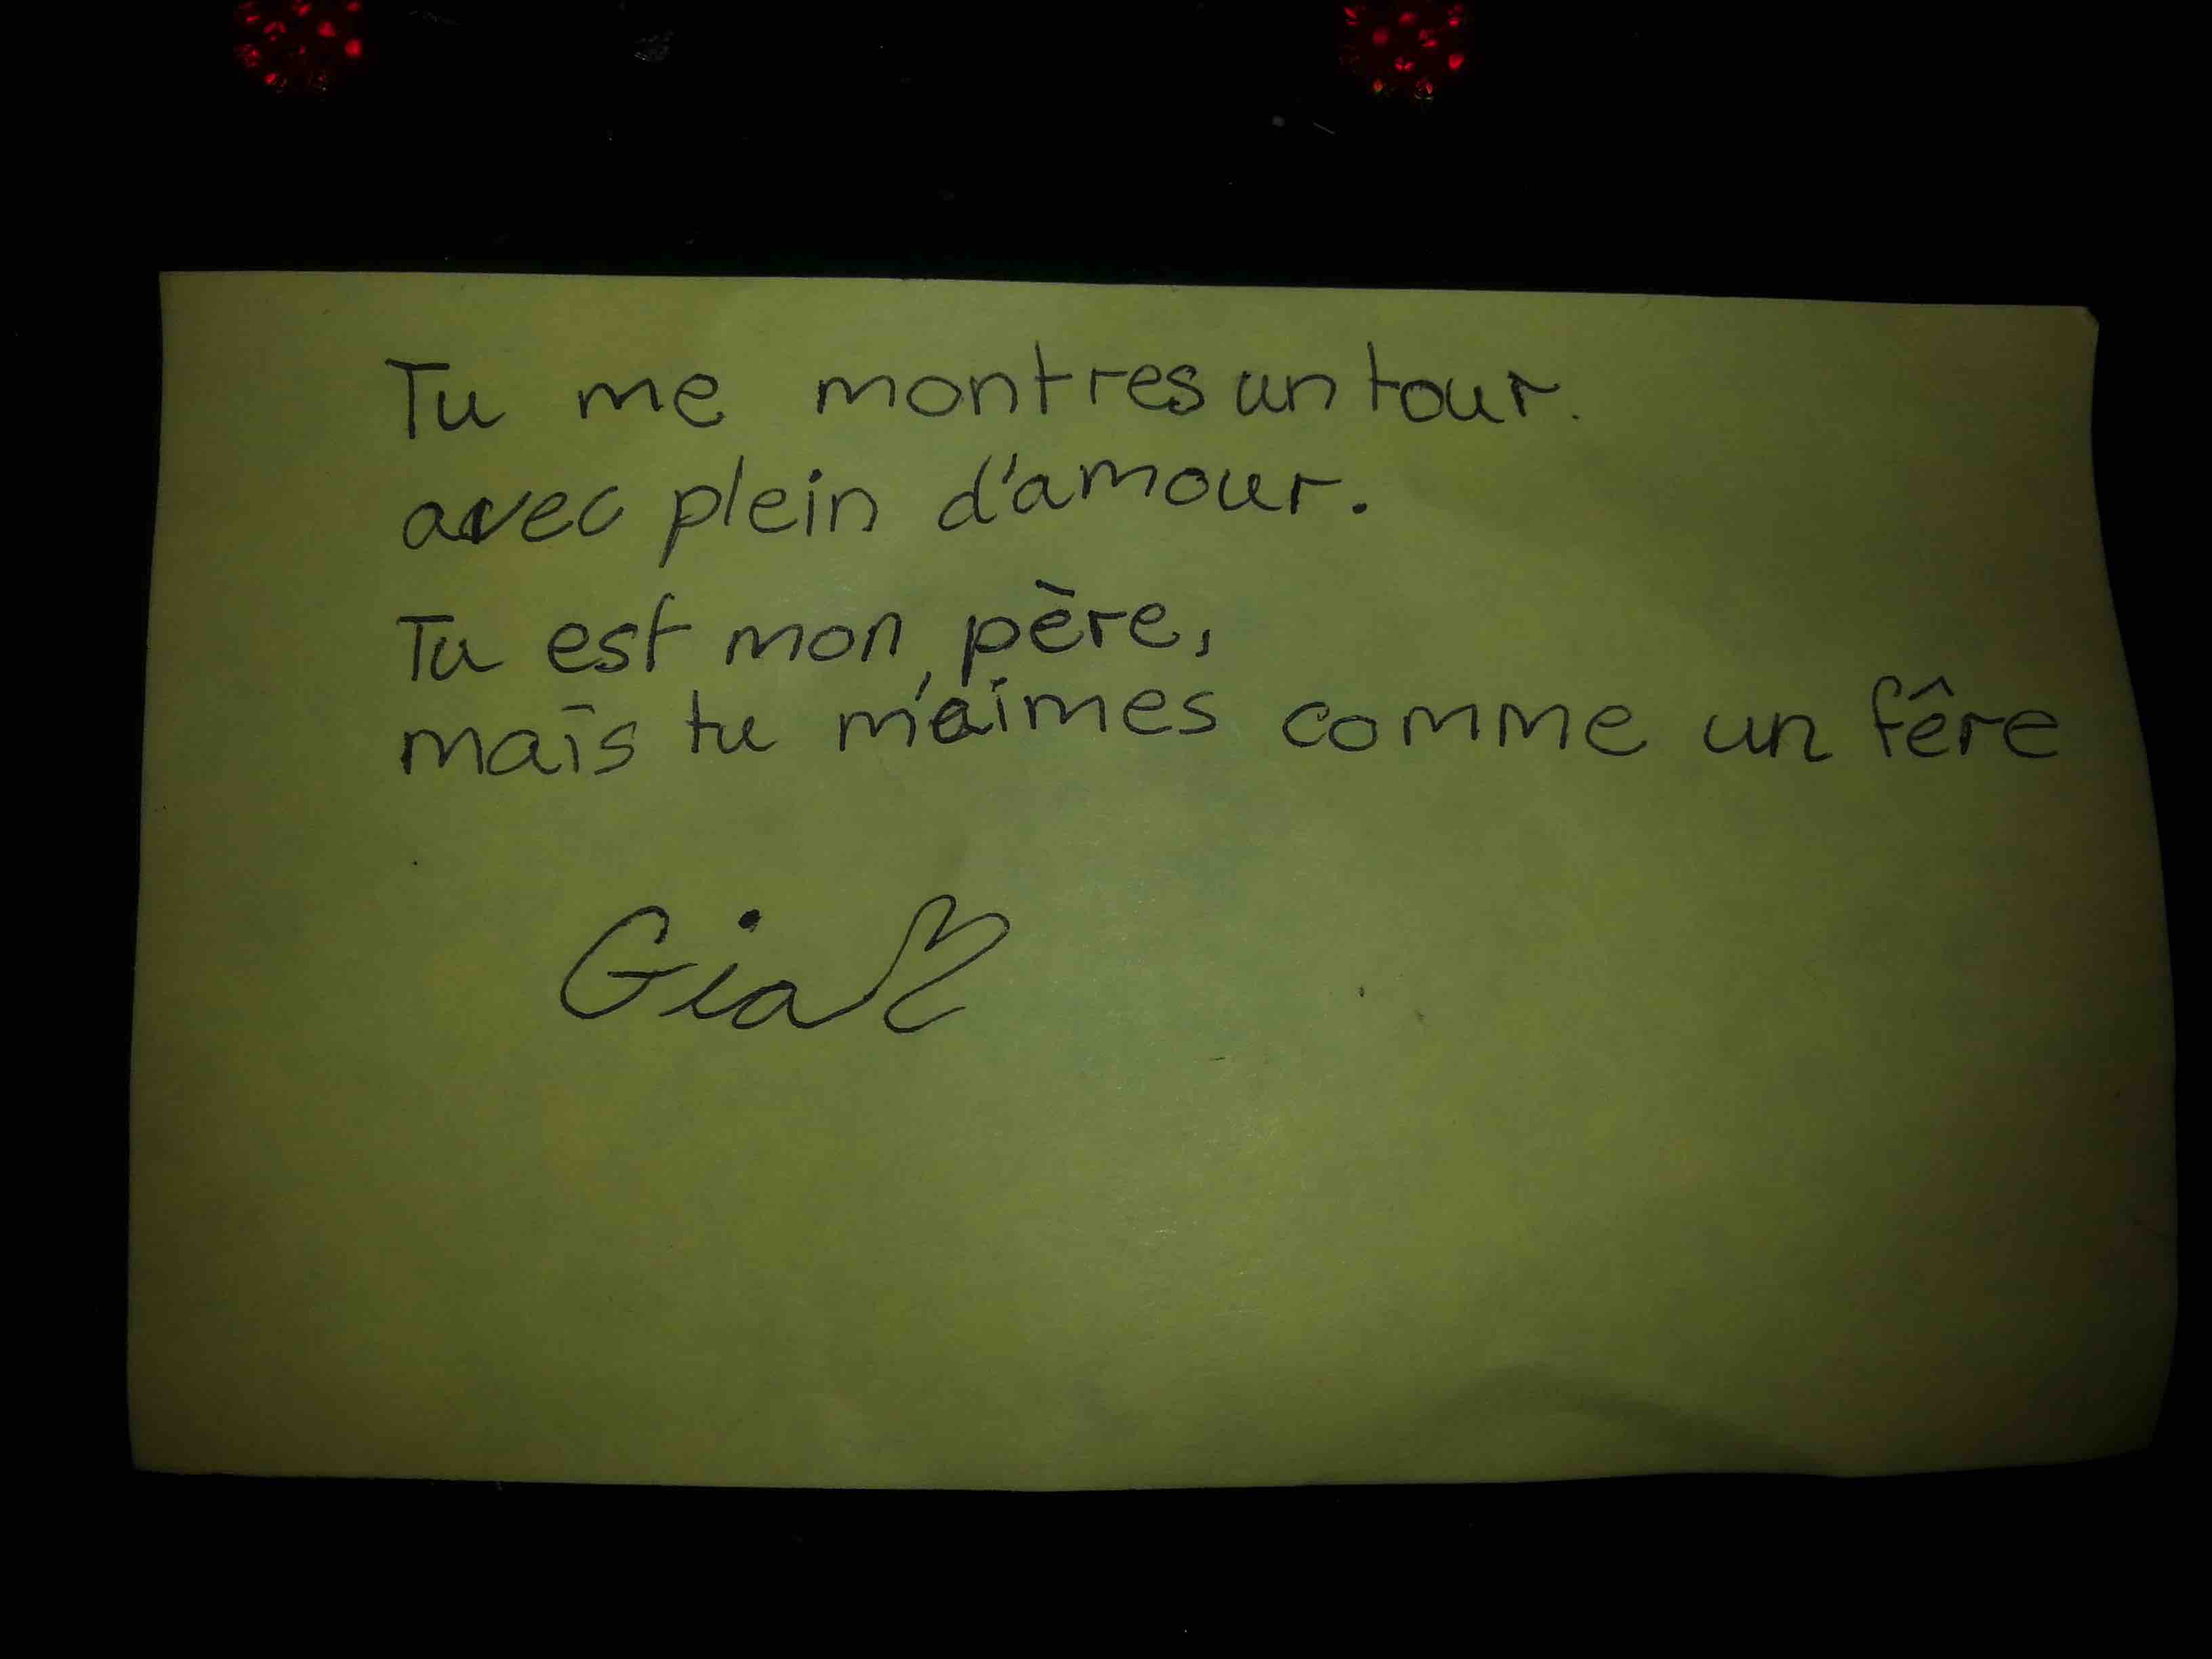 Tu me montres un tour.
avec plein d'amour.
Tu est mon père,
mais tu m'aimes comme un fêre
Gia